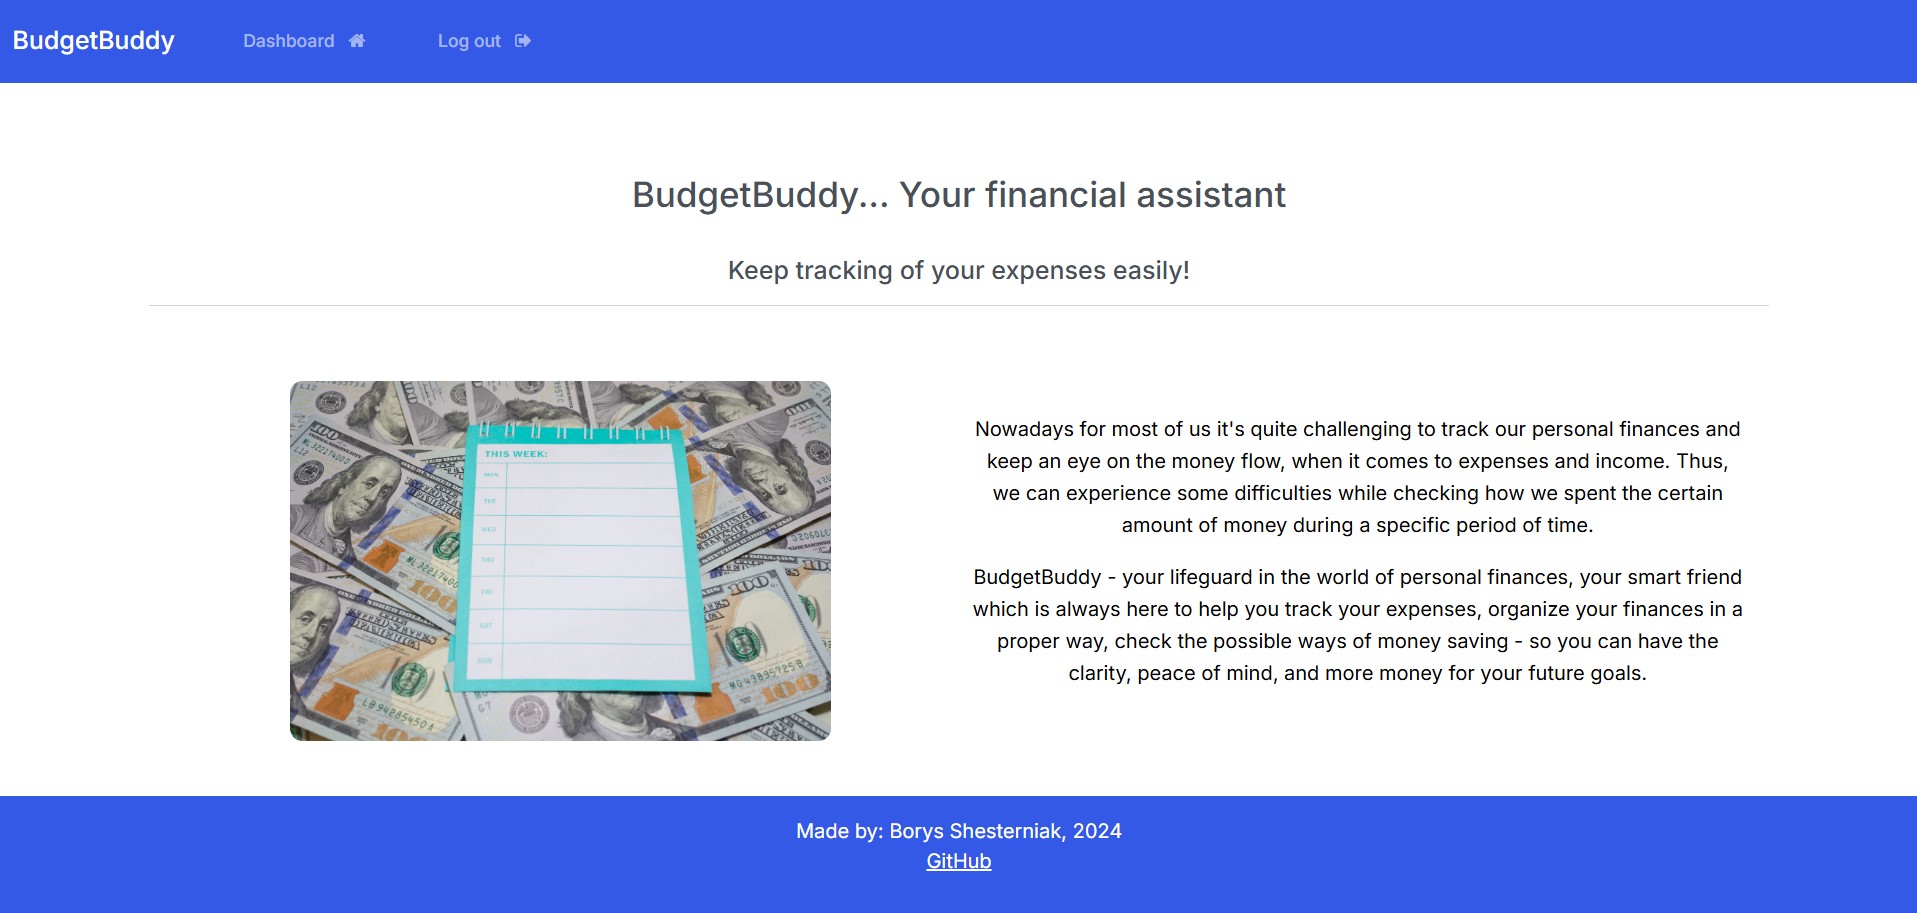 BudgetBuddy
Dashboard
Log out
BudgetBuddy... Your financial assistant
Keep tracking of your expenses easily!
THIS WEEK:
MON
TUE
WED
THU
FRI
SAT
SUN
100
ML32217400
LB94285450A
MG43897258
Nowadays for most of us it's quite challenging to track our personal finances and
keep an eye on the money flow, when it comes to expenses and income. Thus,
we can experience some difficulties while checking how we spent the certain
amount of money during a specific period of time.
BudgetBuddy - your lifeguard in the world of personal finances, your smart friend
which is always here to help you track your expenses, organize your finances in a
proper way, check the possible ways of money saving - so you can have the
clarity, peace of mind, and more money for your future goals.
Made by: Borys Shesterniak, 2024
GitHub